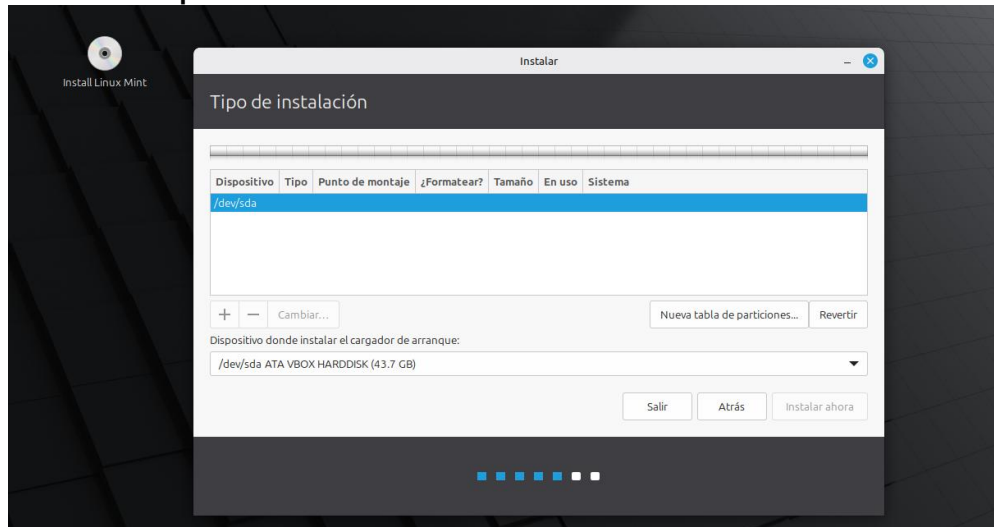 Install Linux Mint
Instalar
Tipo de instalación
Dispositivo Tipo Punto de montaje ¿Formatear? Tamaño En uso Sistema
/dev/sda
+ − Cambiar... Nueva tabla de particiones... Revertir
Dispositivo donde instalar el cargador de arranque:
/dev/sda ATA VBOX HARDDISK (43.7 GB)
Salir Atrás Instalar ahora